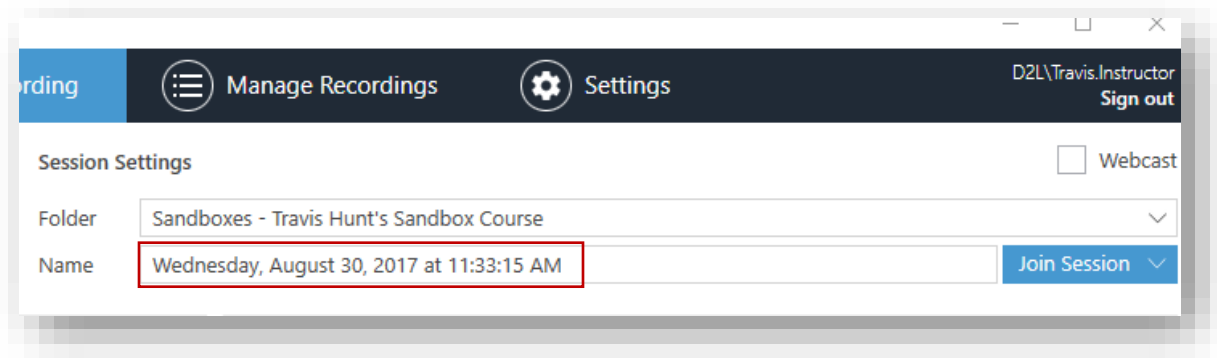 rding Manage Recordings Settings D2L\Travis.Instructor
Sign out
Session Settings Webcast
Folder Sandboxes - Travis Hunt's Sandbox Course
Name Wednesday, August 30, 2017 at 11:33:15 AM Join Session